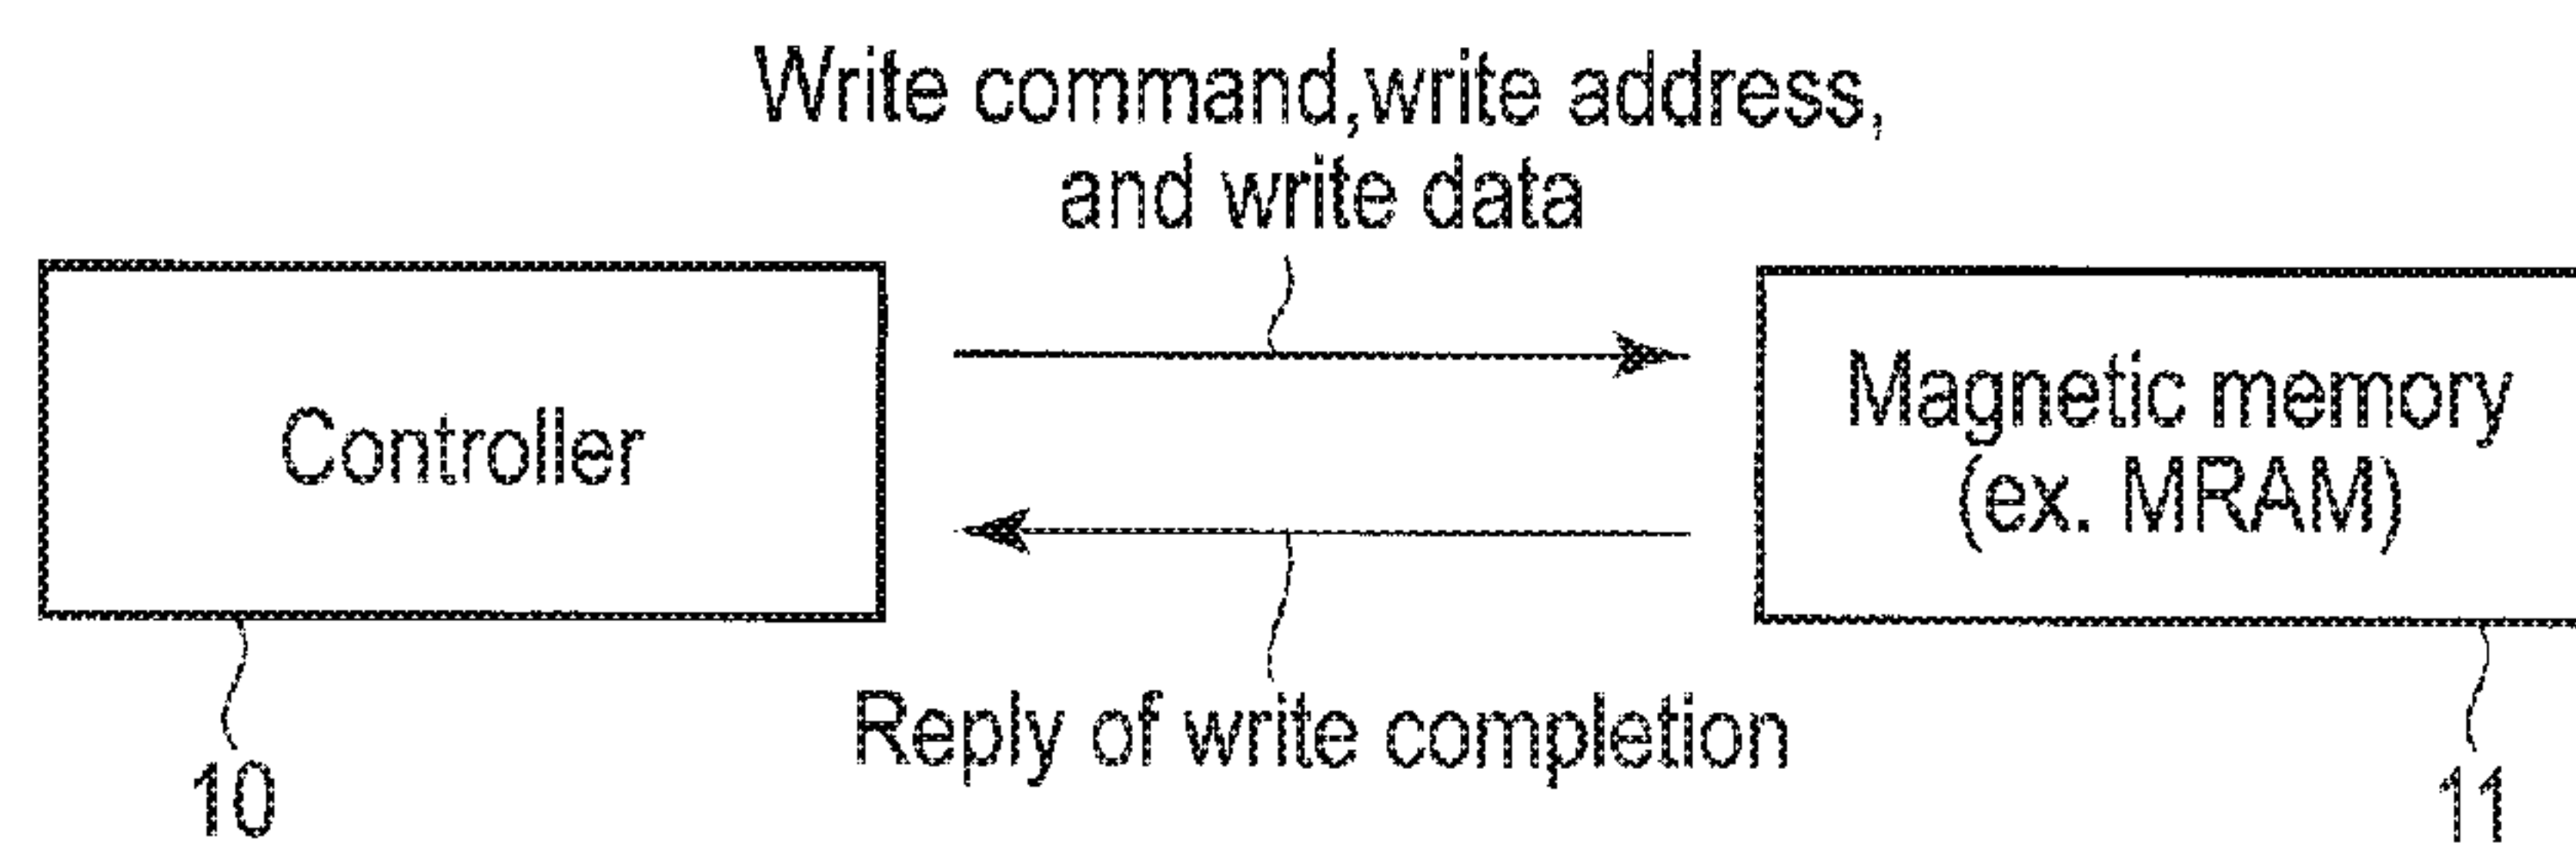 Write command,write address,
and write data
Controller
Magnetic memory
(ex. MRAM)
Reply of write completion
10
11